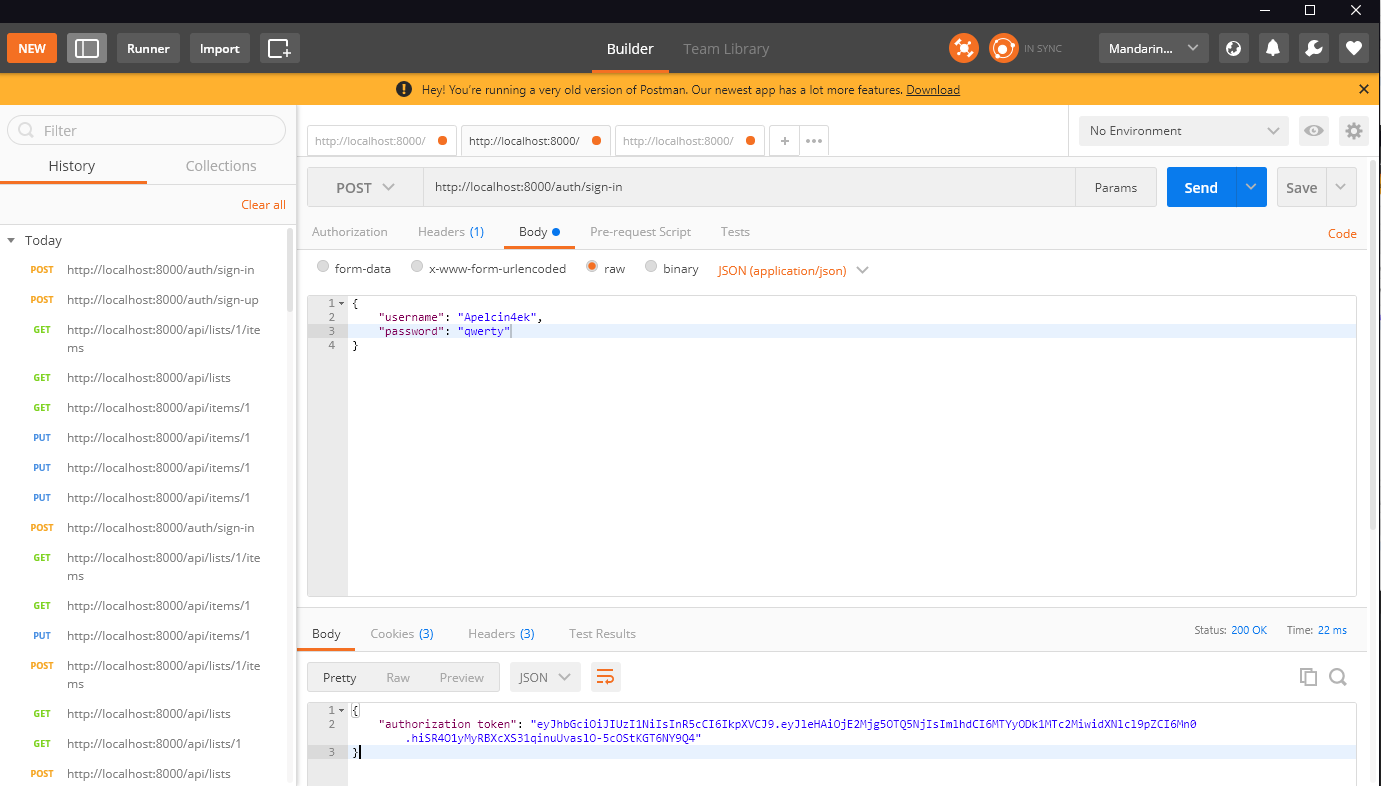 NEW
Runner
Import
Builder
Team Library
IN SYNC
Mandarin...
Hey! You're running a very old version of Postman. Our newest app has a lot more features. Download
Filter
History
Collections
Clear all
Today
POST http://localhost:8000/auth/sign-in
POST http://localhost:8000/auth/sign-up
GET http://localhost:8000/api/lists/1/ite
ms
GET http://localhost:8000/api/lists
GET http://localhost:8000/api/items/1
PUT http://localhost:8000/api/items/1
PUT http://localhost:8000/api/items/1
PUT http://localhost:8000/api/items/1
POST http://localhost:8000/auth/sign-in
GET http://localhost:8000/api/lists/1/ite
ms
GET http://localhost:8000/api/items/1
PUT http://localhost:8000/api/items/1
POST http://localhost:8000/api/lists/1/ite
ms
GET http://localhost:8000/api/lists
GET http://localhost:8000/api/lists/1
POST http://localhost:8000/api/lists
http://localhost:8000/
http://localhost:8000/
http://localhost:8000/
No Environment
POST
http://localhost:8000/auth/sign-in
Params
Send
Save
Authorization
Headers (1)
Body
Pre-request Script
Tests
Code
form-data
x-www-form-urlencoded
raw
binary
JSON (application/json)
1 {
2 "username": "Apelcin4ek",
3 "password": "qwerty"
4 }
Body
Cookies (3)
Headers (3)
Test Results
Status: 200 OK
Time: 22 ms
Pretty
Raw
Preview
JSON
1 {
2 "authorization token": "eyJhbGciOiJIUzI1NiIsInR5cCI6IkpXVCJ9.eyJleHAiOjE2Mjg5OTQ5NjIsImlhdCI6MTYyODk1MTc2MiwidXNlcl9pZCI6Mn0
.hiSR4O1yMyRBXcXS31qinuUvaslO-5cOStKGT6NY9Q4"
3 }